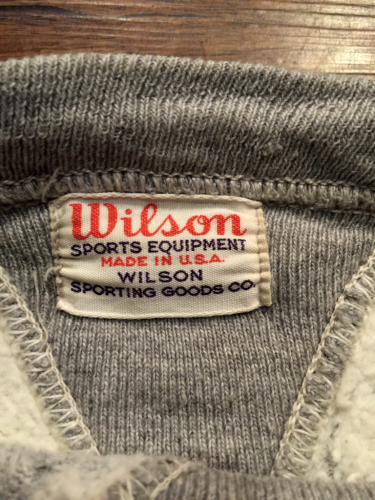 Wilson
SPORTS EQUIPMENT
MADE IN U.S.A.
WILSON
SPORTING GOODS CO.